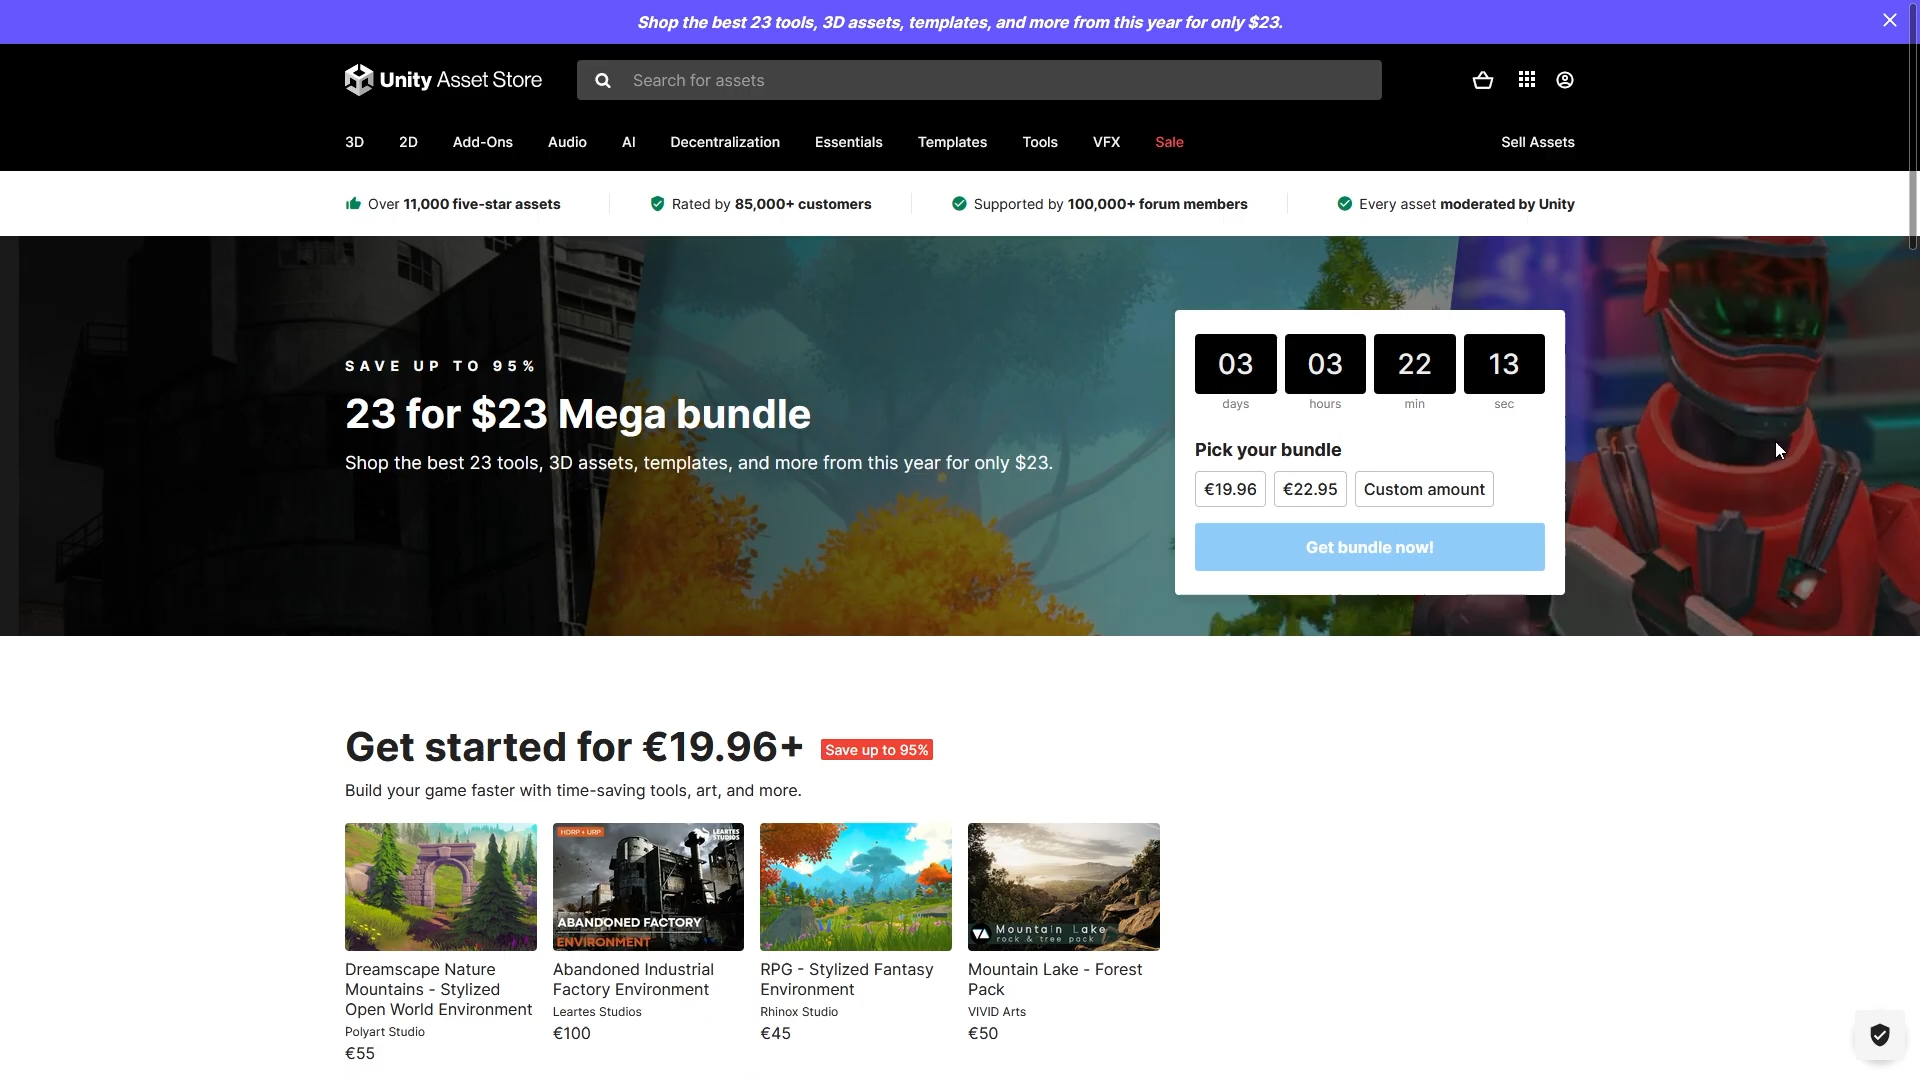 Shop the best 23 tools, 3D assets, templates, and more from this year for only $23.
Unity Asset Store
Search for assets
3D
2D
Add-Ons
Audio
AI
Decentralization
Essentials
Templates
Tools
VFX
Sale
Sell Assets
Over 11,000 five-star assets
Rated by 85,000+ customers
Supported by 100,000+ forum members
Every asset moderated by Unity
SAVE UP TO 95%
23 for $23 Mega bundle
Shop the best 23 tools, 3D assets, templates, and more from this year for only $23.
03
03
22
13
days
hours
min
sec
Pick your bundle
€19.96
€22.95
Custom amount
Get bundle now!
Get started for €19.96+
Save up to 95%
Build your game faster with time-saving tools, art, and more.
HDRP + URP
LEARTES
STUDIOS
ABANDONED FACTORY
ENVIRONMENT
Mountain Lake
rock & tree pack
Dreamscape Nature
Mountains - Stylized
Open World Environment
Polyart Studio
€55
Abandoned Industrial
Factory Environment
Leartes Studios
€100
RPG - Stylized Fantasy
Environment
Rhinox Studio
€45
Mountain Lake - Forest
Pack
VIVID Arts
€50